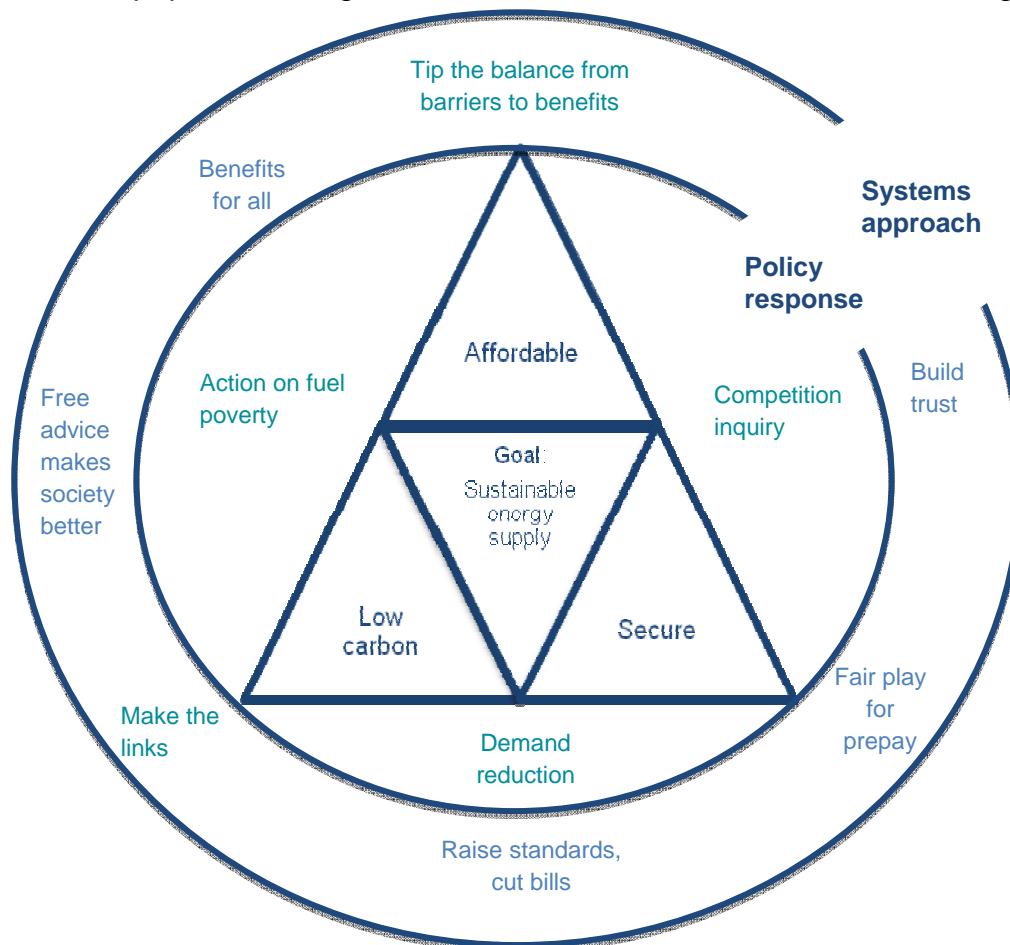 Tip the balance from
barriers to benefits
Benefits
for all
Systems
approach
Policy
response
Affordable
Action on fuel
poverty
Competition
inquiry
Build
trust
Free
advice
makes
society
better
Goal:
Sustainable
energy
supply
Low
carbon
Secure
Fair play
for
prepay
Make the
links
Demand
reduction
Raise standards,
cut bills